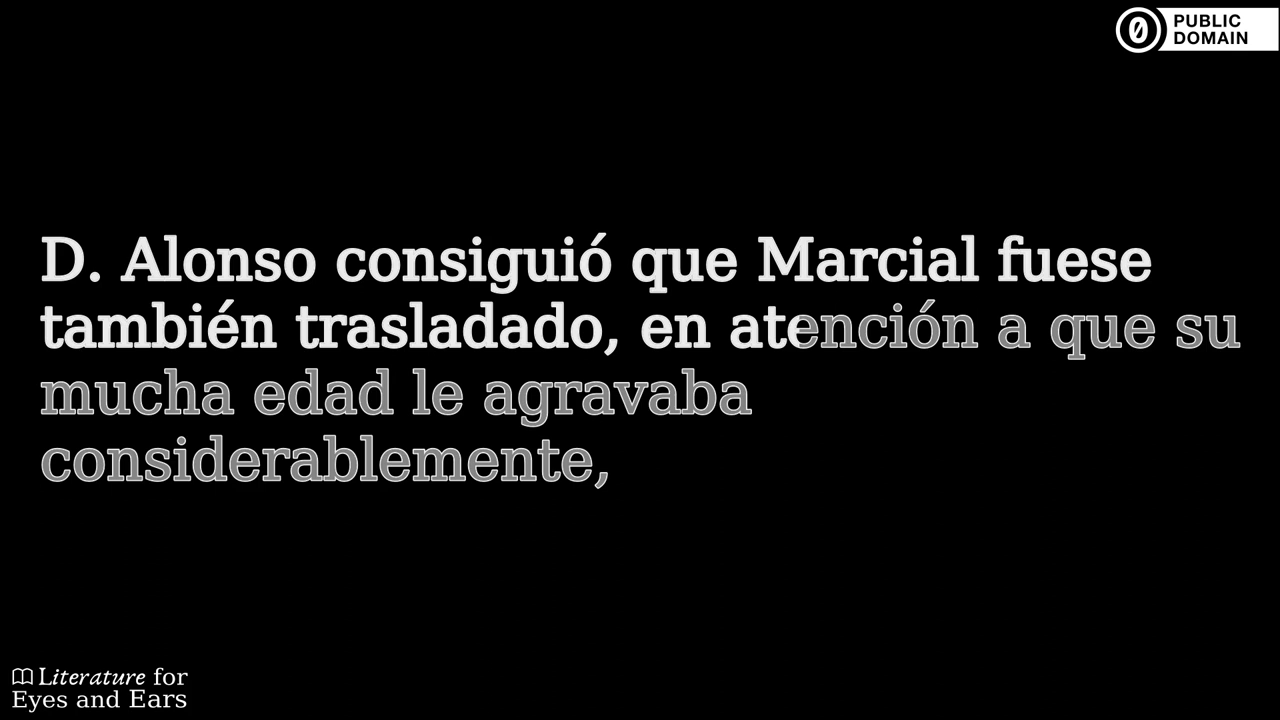 PUBLIC
DOMAIN
D. Alonso consiguió que Marcial fuese
también trasladado, en atención a que su
mucha edad le agravaba
considerablemente,
Literature for
Eyes and Ears